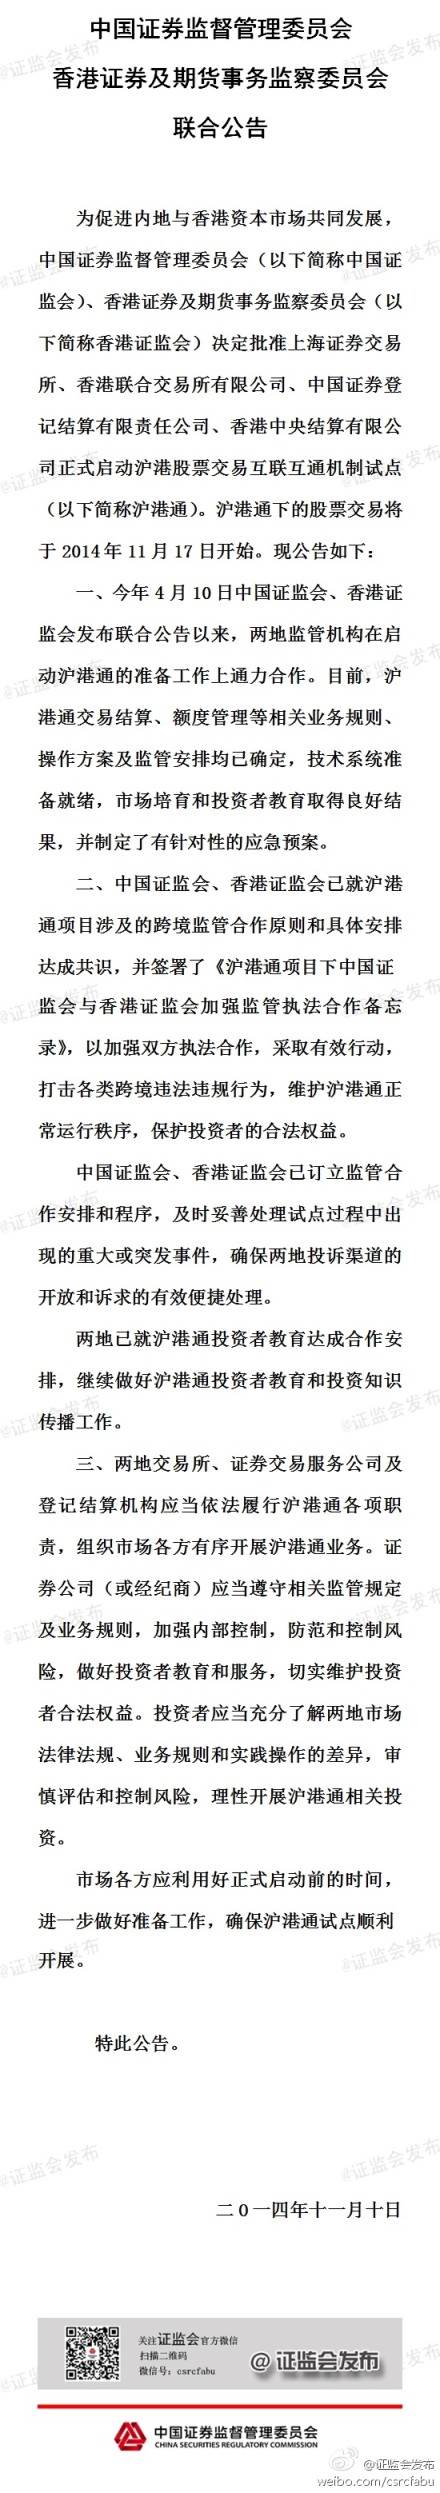 中国证券监督管理委员会
香港证券及期货事务监察委员会
联合公告
为促进内地与香港资本市场共同发展，
中国证券监督管理委员会（以下简称中国证
监会）、香港证券及期货事务监察委员会（以
下简称香港证监会）决定批准上海证券交易
所、香港联合交易所有限公司、中国证券登
记结算有限责任公司、香港中央结算有限公
司正式启动沪港股票交易互联互通机制试点
（以下简称沪港通）。沪港通下的股票交易将
于 2014 年 11 月 17 日开始。现公告如下：
一、今年 4 月 10 日中国证监会、香港证
监会发布联合公告以来，两地监管机构在启
动沪港通的准备工作上通力合作。目前，沪
港通交易结算、额度管理等相关业务规则、
操作方案及监管安排均已确定，技术系统准
备就绪，市场培育和投资者教育取得良好结
果，并制定了有针对性的应急预案。
二、中国证监会、香港证监会已就沪港
通项目涉及的跨境监管合作原则和具体安排
达成共识，并签署了《沪港通项目下中国证
监会与香港证监会加强监管执法合作备忘
录》，以加强双方执法合作，采取有效行动，
打击各类跨境违法违规行为，维护沪港通正
常运行秩序，保护投资者的合法权益。
中国证监会、香港证监会已订立监管合
作安排和程序，及时妥善处理试点过程中出
现的重大或突发事件，确保两地投诉渠道的
开放和诉求的有效便捷处理。
两地已就沪港通投资者教育达成合作安
排，继续做好沪港通投资者教育和投资知识
传播工作。
三、两地交易所、证券交易服务公司及
登记结算机构应当依法履行沪港通各项职
责，组织市场各方有序开展沪港通业务。证
券公司（或经纪商）应当遵守相关监管规定
及业务规则，加强内部控制，防范和控制风
险，做好投资者教育和服务，切实维护投资
者合法权益。投资者应当充分了解两地市场
法律法规、业务规则和实践操作的差异，审
慎评估和控制风险，理性开展沪港通相关投
资。
市场各方应利用好正式启动前的时间，
进一步做好准备工作，确保沪港通试点顺利
开展。
特此公告。
二〇一四年十一月十日
关注证监会官方微信
扫描二维码
微信号：csrcfabu
@证监会发布
中国证券监督管理委员会
CHINA SECURITIES REGULATORY COMMISSION
@证监会发布
weibo.com/csrcfabu